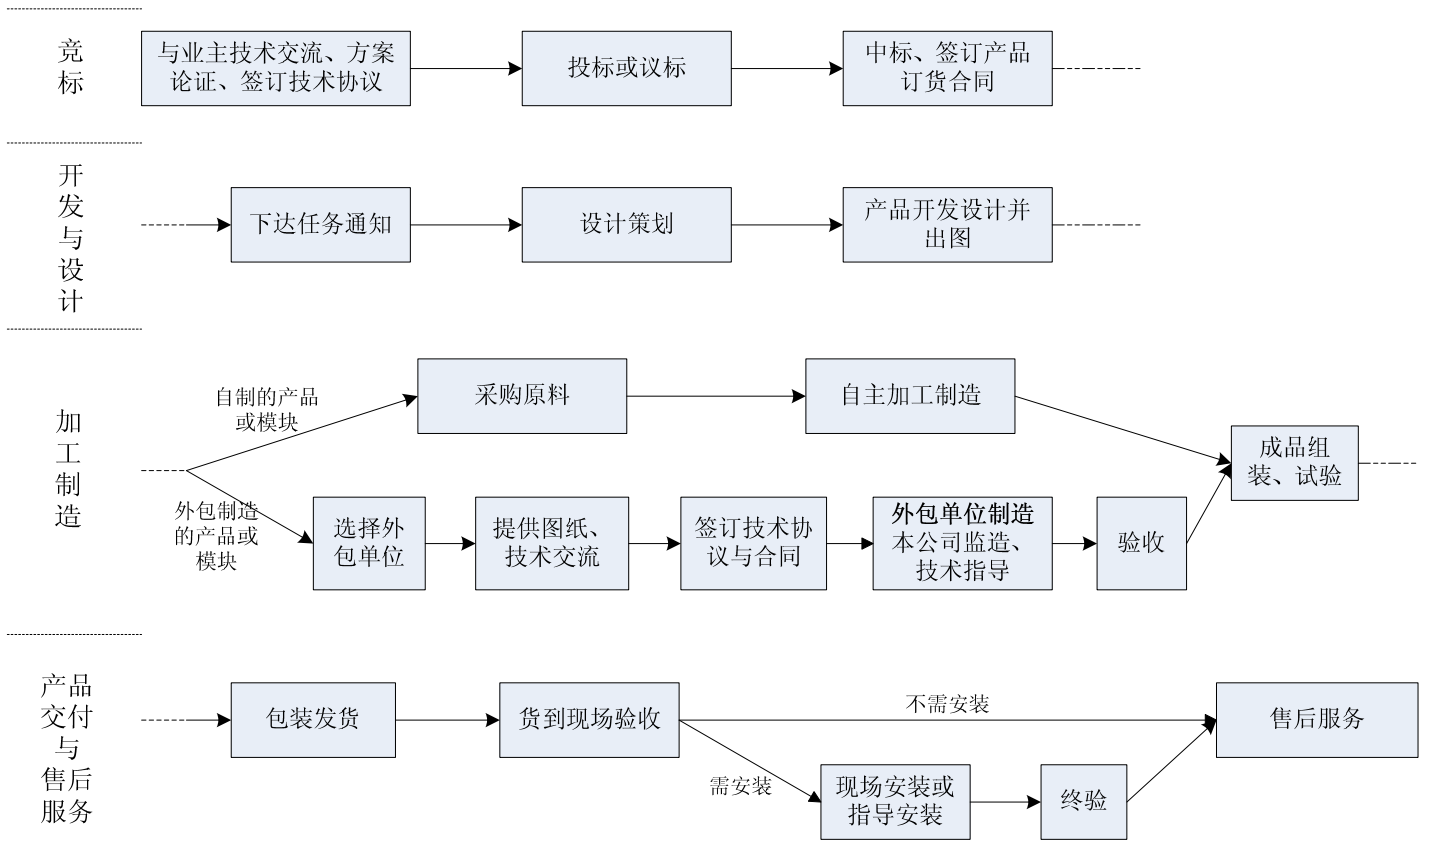 竞
标
与业主技术交流、方案
论证、签订技术协议
投标或议标
中标、签订产品
订货合同
开
发
与
设
计
下达任务通知
设计策划
产品开发设计并
出图
加
工
制
造
自制的产品
或模块
采购原料
自主加工制造
外包制造
的产品或
模块
选择外
包单位
提供图纸、
技术交流
签订技术协
议与合同
外包单位制造
本公司监造、
技术指导
验收
成品组
装、试验
产品
交付
与
售后
服务
包装发货
货到现场验收
不需安装
需安装
现场安装或
指导安装
终验
售后服务